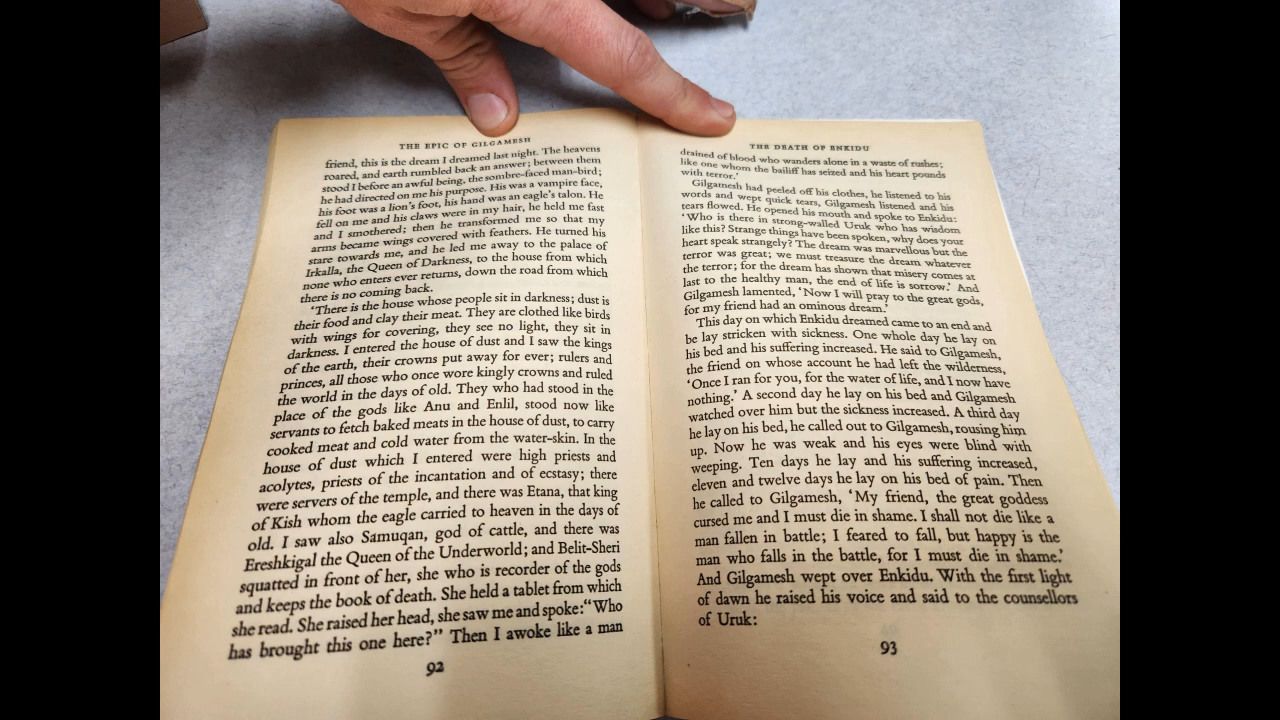 THE EPIC OF GILGAMESH
friend, this is the dream I dreamed last night. The heavens
roared, and earth rumbled back an answer; between them
stood I before an awful being, the sombre-faced man-bird;
he had directed on me his purpose. His was a vampire face,
his foot was a lion's foot, his hand was an eagle's talon. He
fell on me and his claws were in my hair, he held me fast
and I smothered; then he transformed me so that my
arms became wings covered with feathers. He turned his
stare towards me, and he led me away to the palace of
Irkalla, the Queen of Darkness, to the house from which
none who enters ever returns, down the road from which
there is no coming back.
'There is the house whose people sit in darkness; dust is
their food and clay their meat. They are clothed like birds
with wings for covering, they see no light, they sit in
darkness. I entered the house of dust and I saw the kings
of the earth, their crowns put away for ever; rulers and
princes, all those who once wore kingly crowns and ruled
the world in the days of old. They who had stood in the
place of the gods like Anu and Enlil, stood now like
servants to fetch baked meats in the house of dust, to carry
cooked meat and cold water from the water-skin. In the
house of dust which I entered were high priests and
acolytes, priests of the incantation and of ecstasy; there
were servers of the temple, and there was Etana, that king
of Kish whom the eagle carried to heaven in the days of
old. I saw also Samuqan, god of cattle, and there was
Ereshkigal the Queen of the Underworld; and Belit-Sheri
squatted in front of her, she who is recorder of the gods
and keeps the book of death. She held a tablet from which
she read. She raised her head, she saw me and spoke: "Who
has brought this one here?" Then I awoke like a man
92
THE DEATH OF ENKIDU
drained of blood who wanders alone in a waste of rushes;
like one whom the bailiff has seized and his heart pounds
with terror.'
Gilgamesh had peeled off his clothes, he listened to his
words and wept quick tears, Gilgamesh listened and his
tears flowed. He opened his mouth and spoke to Enkidu:
'Who is there in strong-walled Uruk who has wisdom
like this? Strange things have been spoken, why does your
heart speak strangely? The dream was marvellous but the
terror was great; we must treasure the dream whatever
the terror; for the dream has shown that misery comes at
last to the healthy man, the end of life is sorrow.' And
Gilgamesh lamented, 'Now I will pray to the great gods,
for my friend had an ominous dream.'
This day on which Enkidu dreamed came to an end and
he lay stricken with sickness. One whole day he lay on
his bed and his suffering increased. He said to Gilgamesh,
the friend on whose account he had left the wilderness,
'Once I ran for you, for the water of life, and I now have
nothing.' A second day he lay on his bed and Gilgamesh
watched over him but the sickness increased. A third day
he lay on his bed, he called out to Gilgamesh, rousing him
up. Now he was weak and his eyes were blind with
weeping. Ten days he lay and his suffering increased,
eleven and twelve days he lay on his bed of pain. Then
he called to Gilgamesh, 'My friend, the great goddess
cursed me and I must die in shame. I shall not die like a
man fallen in battle; I feared to fall, but happy is the
man who falls in the battle, for I must die in shame.'
And Gilgamesh wept over Enkidu. With the first light
of dawn he raised his voice and said to the counsellors
of Uruk:
93